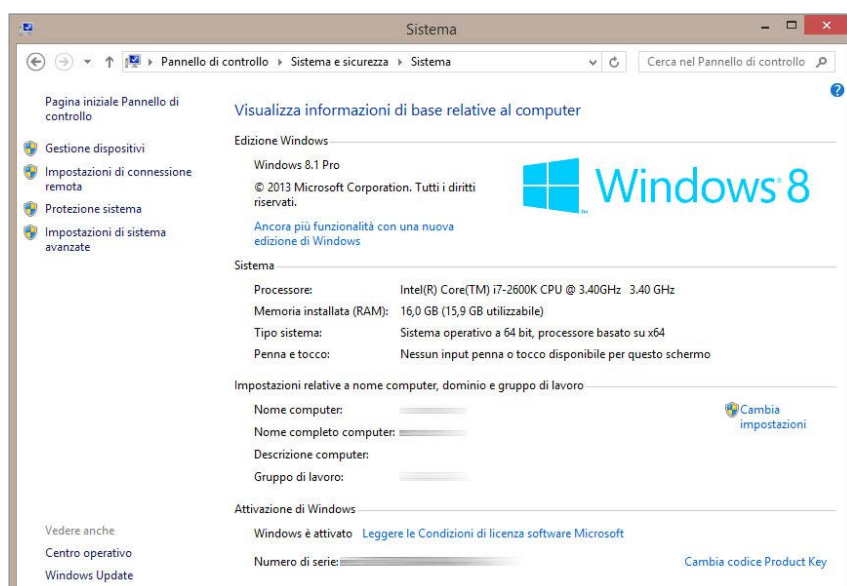 Sistema
Pannello di controllo Sistema e sicurezza Sistema
Cerca nel Pannello di controllo
Pagina iniziale Pannello di
controllo
Gestione dispositivi
Impostazioni di connessione
remota
Protezione sistema
Impostazioni di sistema
avanzate
Visualizza informazioni di base relative al computer
Edizione Windows
Windows 8.1 Pro
© 2013 Microsoft Corporation. Tutti i diritti
riservati.
Ancora più funzionalità con una nuova
edizione di Windows
Windows 8
Sistema
Processore: Intel(R) Core(TM) i7-2600K CPU @ 3.40GHz 3.40 GHz
Memoria installata (RAM): 16,0 GB (15,9 GB utilizzabile)
Tipo sistema: Sistema operativo a 64 bit, processore basato su x64
Penna e tocco: Nessun input penna o tocco disponibile per questo schermo
Impostazioni relative a nome computer, dominio e gruppo di lavoro
Nome computer:
Nome completo computer:
Descrizione computer:
Gruppo di lavoro:
Cambia
impostazioni
Attivazione di Windows
Windows è attivato Leggere le Condizioni di licenza software Microsoft
Numero di serie:
Cambia codice Product Key
Vedere anche
Centro operativo
Windows Update